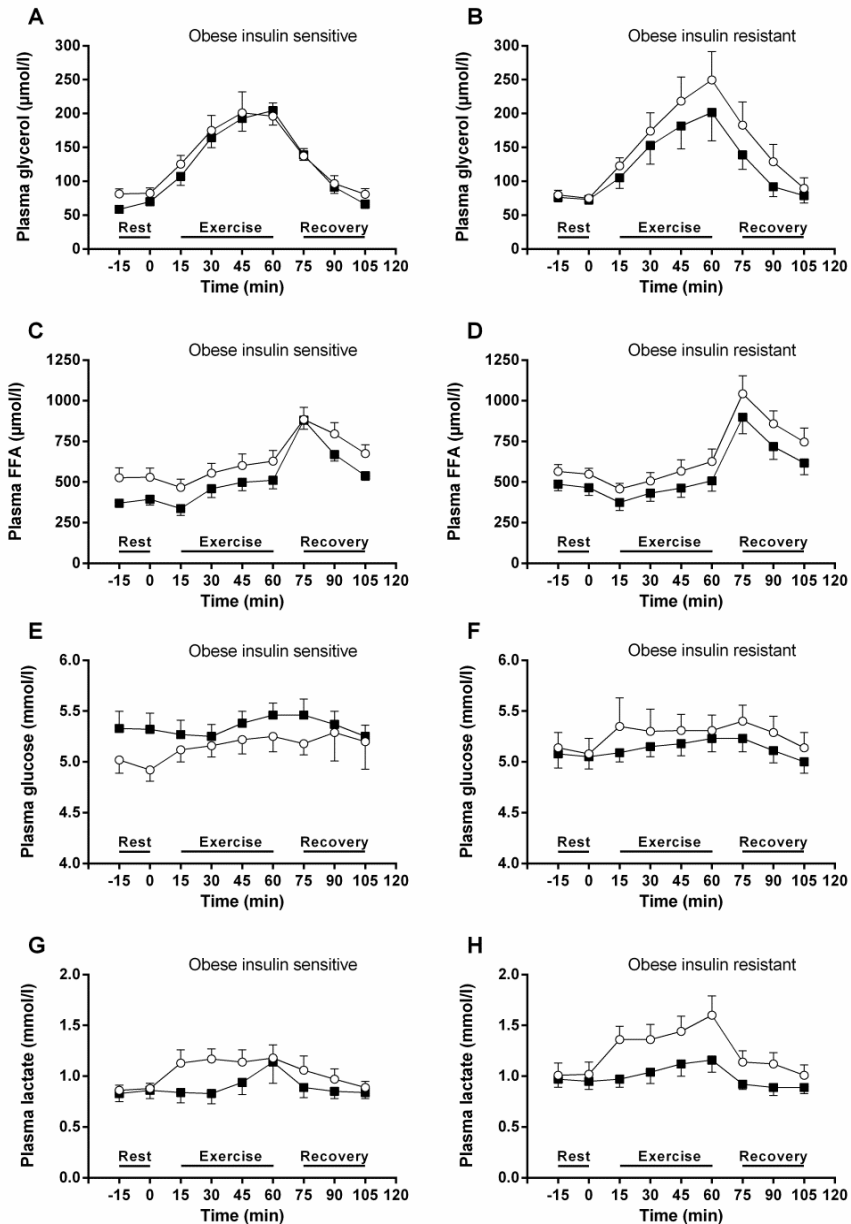 A
Obese insulin sensitive
300
250
200
150
100
50
0
Plasma glycerol (µmol/l)
Rest Exercise Recovery
-15 0 15 30 45 60 75 90 105 120
Time (min)
B
Obese insulin resistant
300
250
200
150
100
50
0
Plasma glycerol (µmol/l)
Rest Exercise Recovery
-15 0 15 30 45 60 75 90 105 120
Time (min)
C
Obese insulin sensitive
1250
1000
750
500
250
0
Plasma FFA (µmol/l)
Rest Exercise Recovery
-15 0 15 30 45 60 75 90 105 120
Time (min)
D
Obese insulin resistant
1250
1000
750
500
250
0
Plasma FFA (µmol/l)
Rest Exercise Recovery
-15 0 15 30 45 60 75 90 105 120
Time (min)
E
Obese insulin sensitive
6.0
5.5
5.0
4.5
4.0
Plasma glucose (mmol/l)
Rest Exercise Recovery
-15 0 15 30 45 60 75 90 105 120
Time (min)
F
Obese insulin resistant
6.0
5.5
5.0
4.5
4.0
Plasma glucose (mmol/l)
Rest Exercise Recovery
-15 0 15 30 45 60 75 90 105 120
Time (min)
G
Obese insulin sensitive
2.0
1.5
1.0
0.5
0.0
Plasma lactate (mmol/l)
Rest Exercise Recovery
-15 0 15 30 45 60 75 90 105 120
Time (min)
H
Obese insulin resistant
2.0
1.5
1.0
0.5
0.0
Plasma lactate (mmol/l)
Rest Exercise Recovery
-15 0 15 30 45 60 75 90 105 120
Time (min)